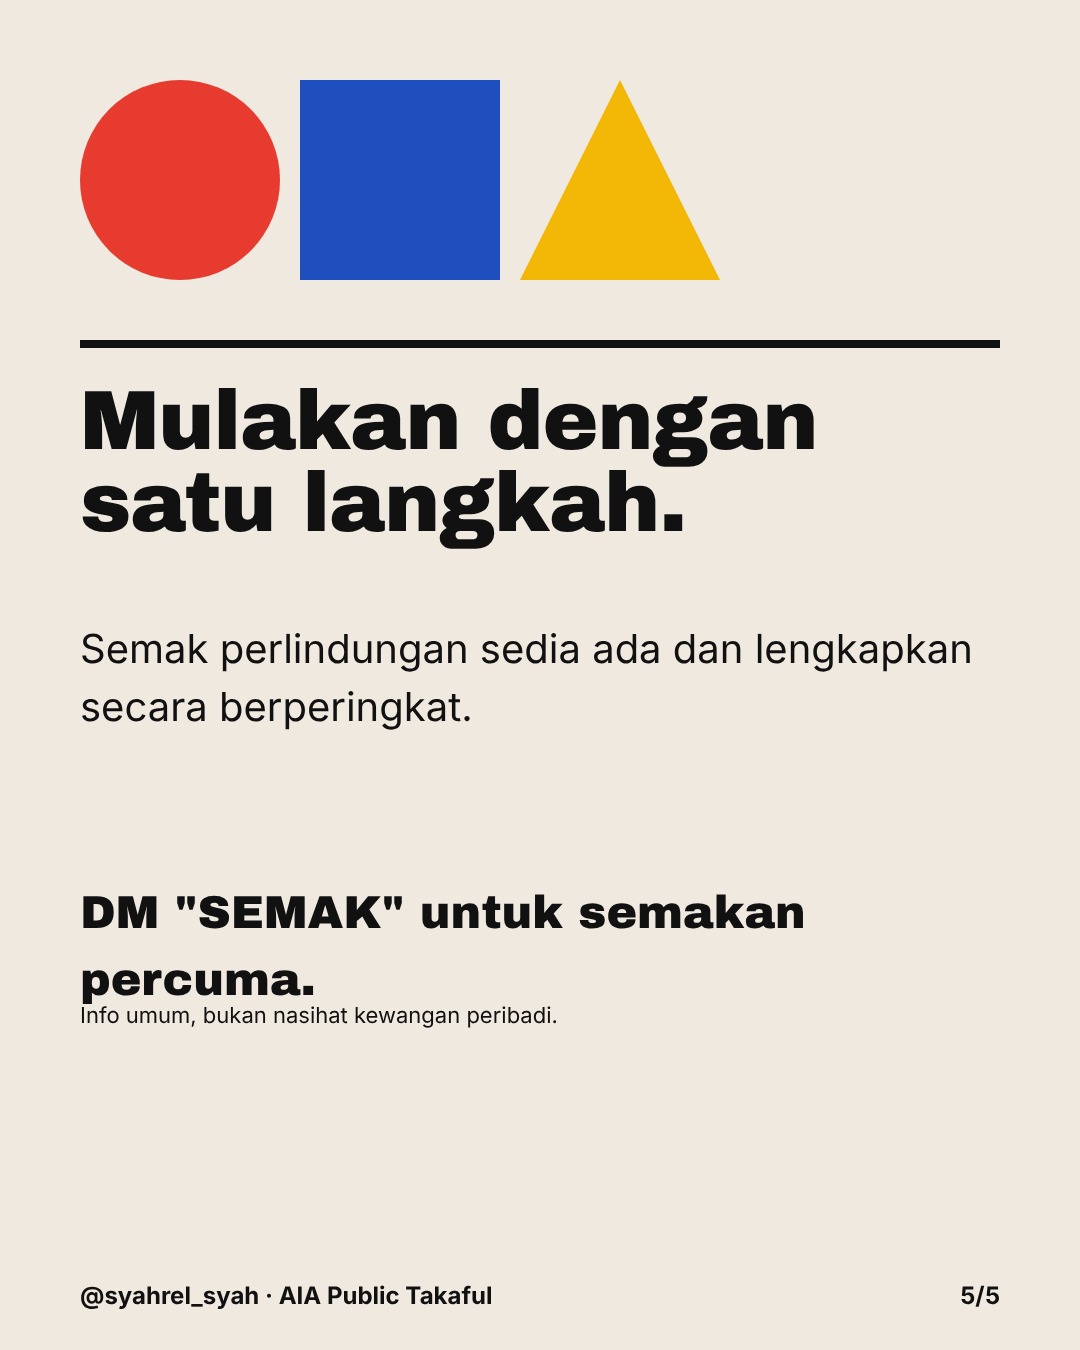 Mulakan dengan
satu langkah.
Semak perlindungan sedia ada dan lengkapkan
secara berperingkat.
DM "SEMAK" untuk semakan
percuma.
Info umum, bukan nasihat kewangan peribadi.
@syahrel_syah · AIA Public Takaful
5/5